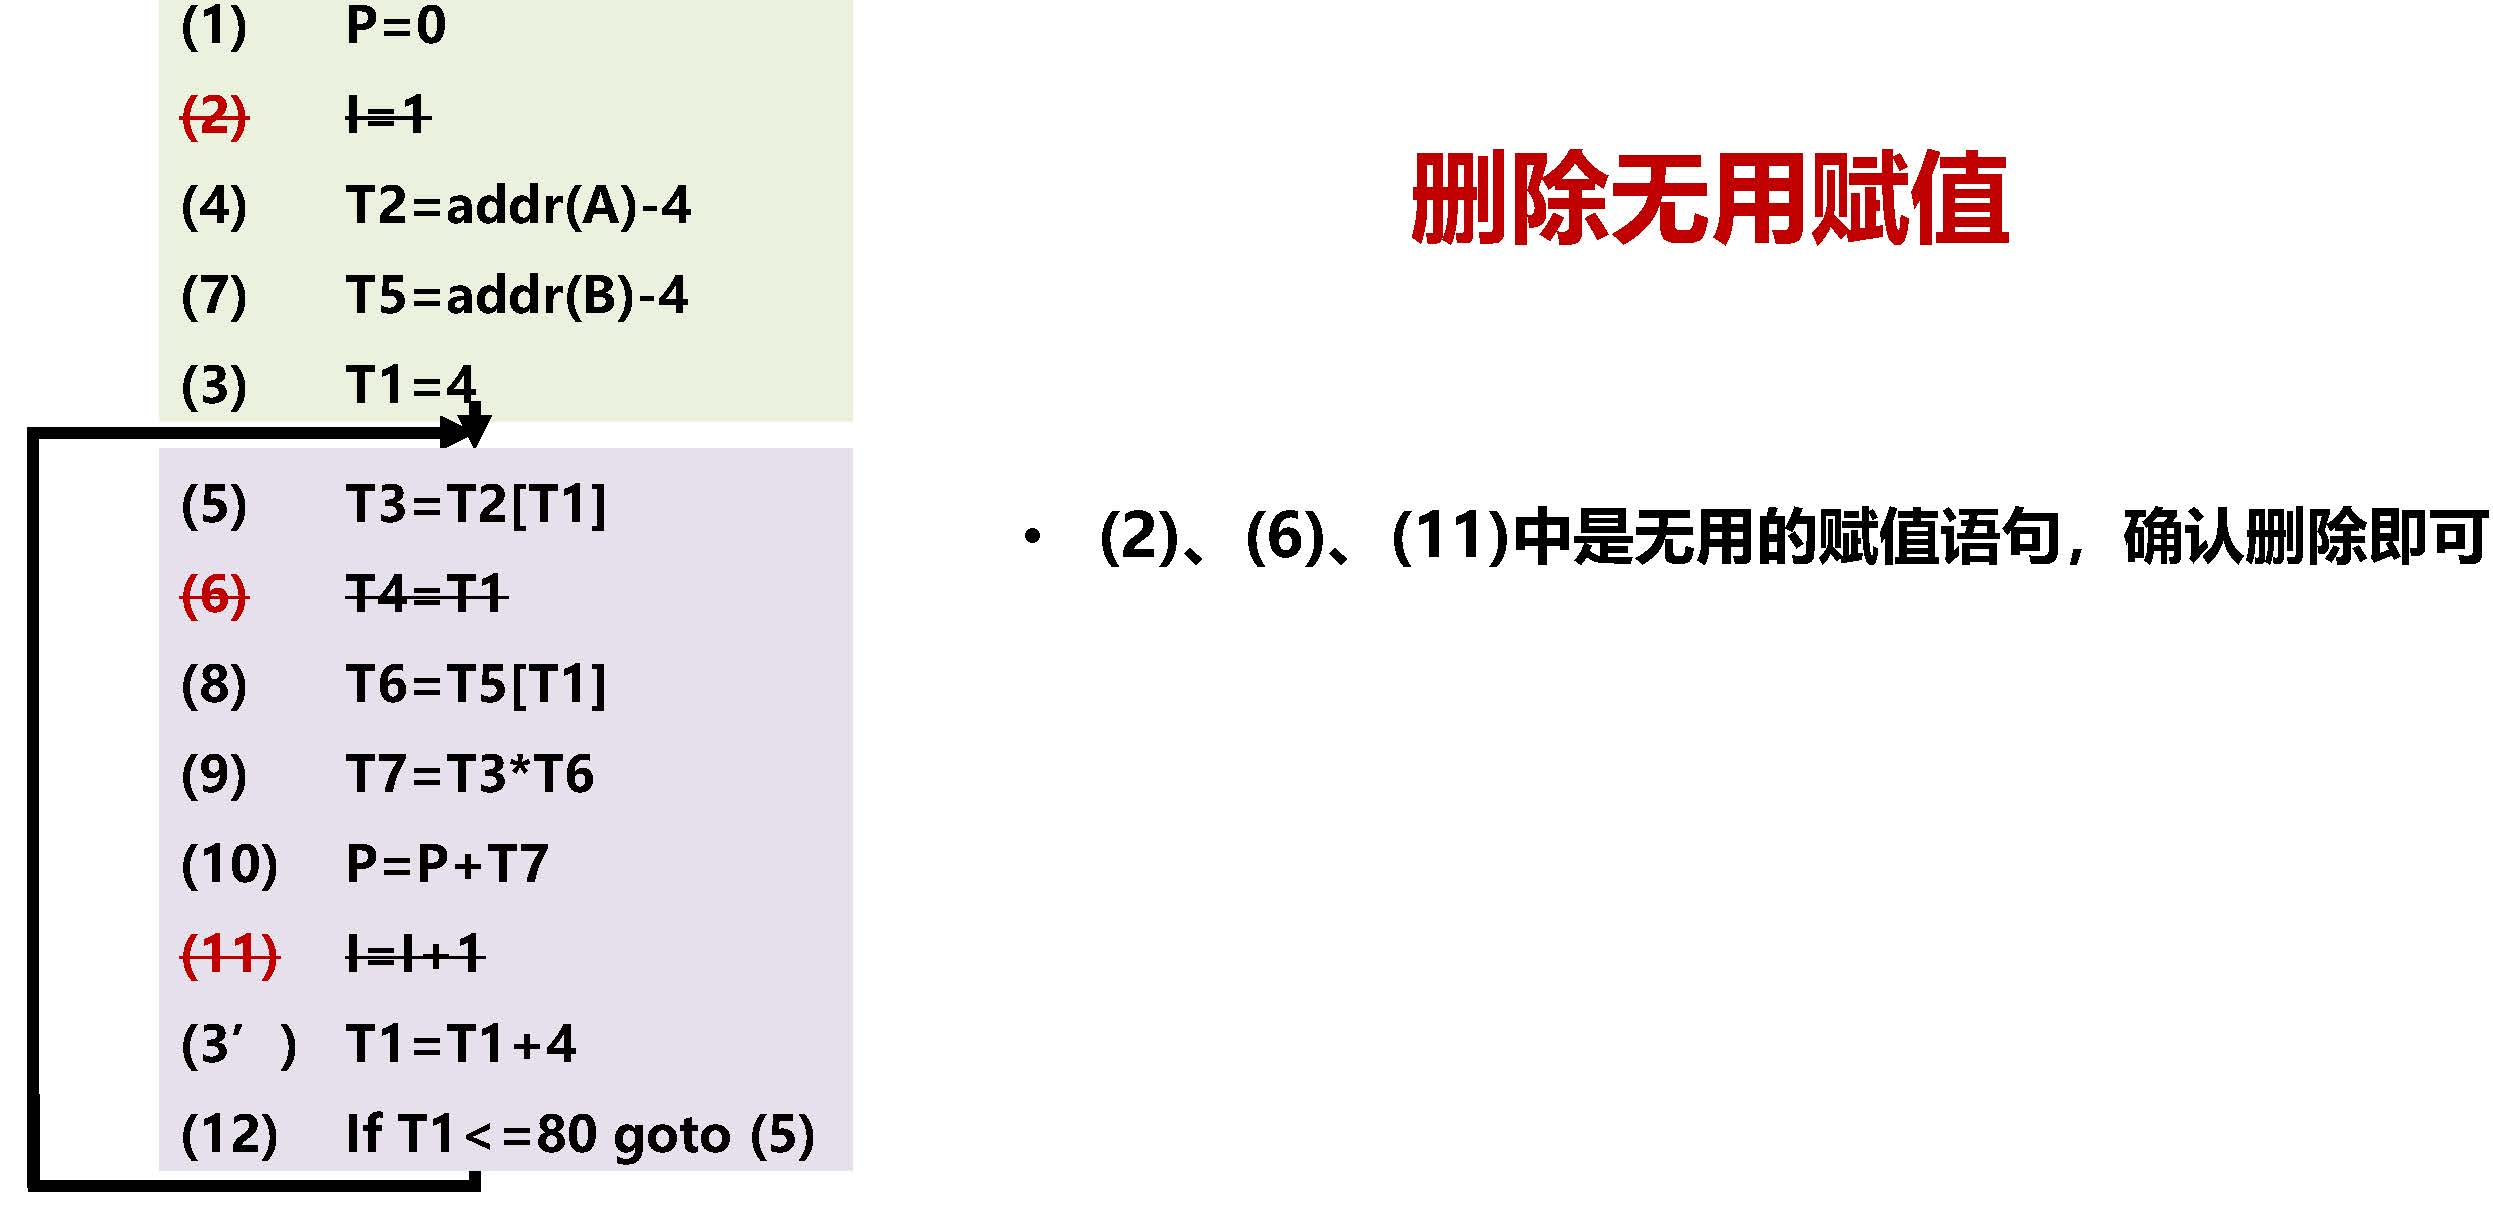 (1) P=0
(2) I=1
(4) T2=addr(A)-4
(7) T5=addr(B)-4
(3) T1=4
(5) T3=T2[T1]
(6) T4=T1
(8) T6=T5[T1]
(9) T7=T3*T6
(10) P=P+T7
(11) I=I+1
(3′) T1=T1+4
(12) If T1<=80 goto (5)
删除无用赋值
• (2)、(6)、(11)中是无用的赋值语句，确认删除即可